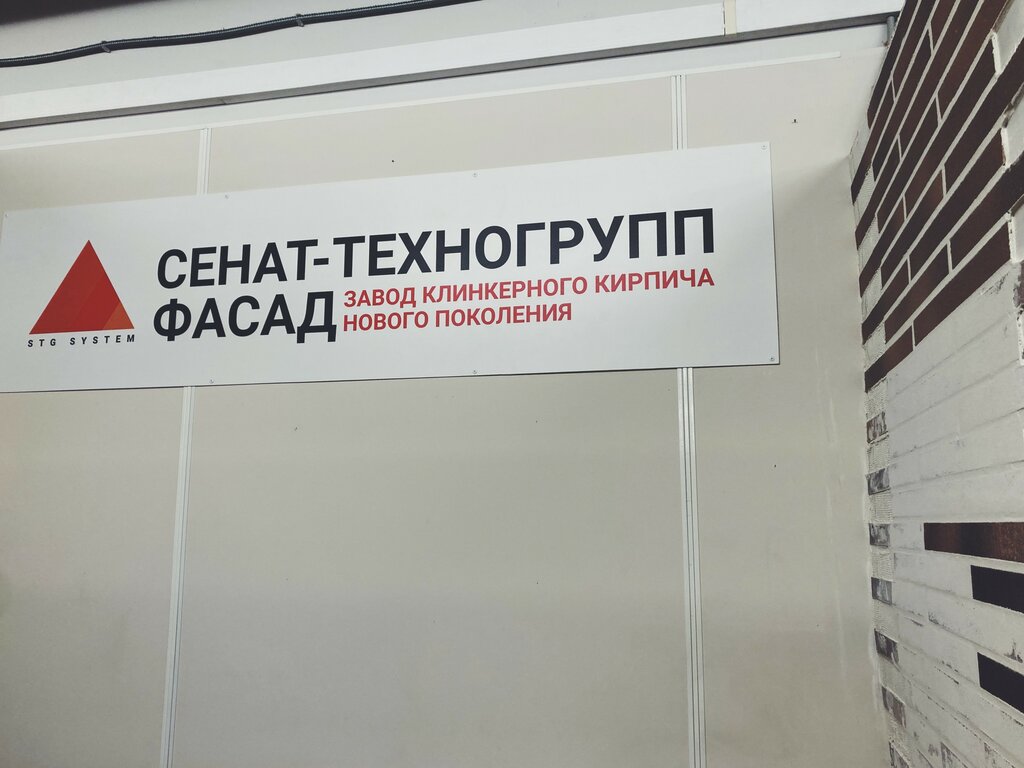 СЕНАТ-ТЕХНОГРУПП
ФАСАД
ЗАВОД КЛИНКЕРНОГО КИРПИЧА
НОВОГО ПОКОЛЕНИЯ
STG SYSTEM